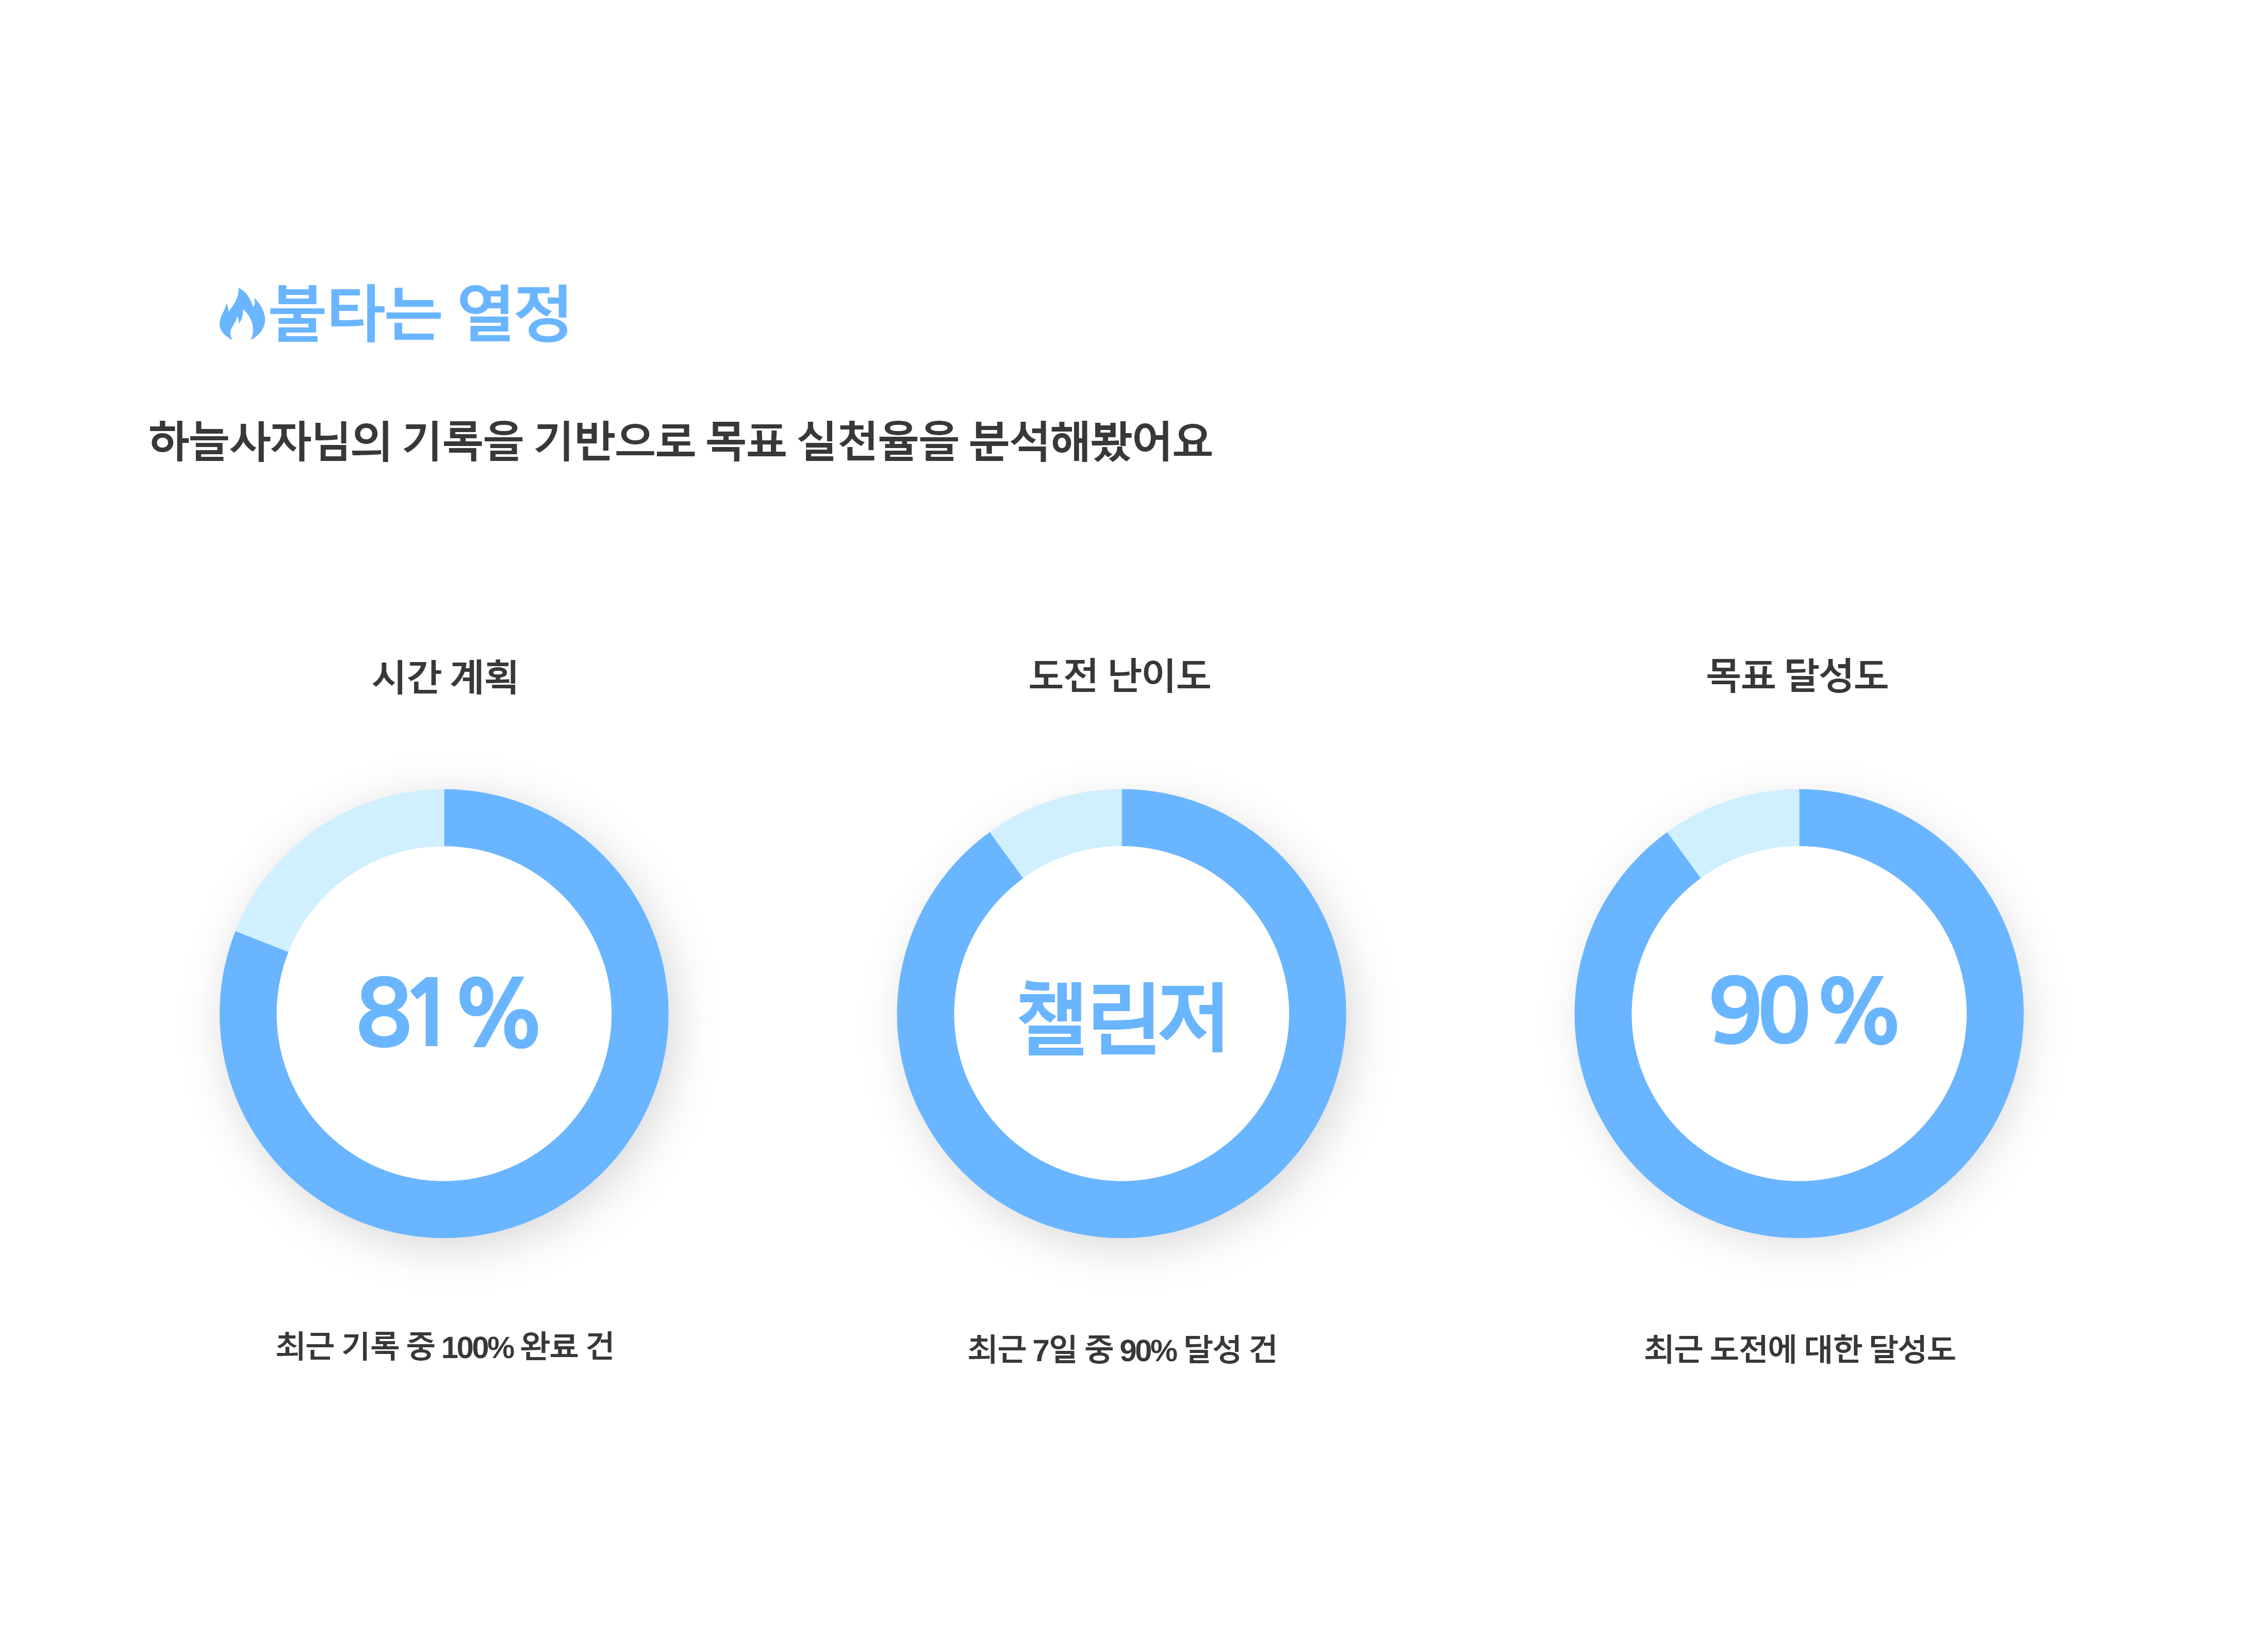 불타는 열정
하늘사자님의 기록을 기반으로 목표 실천율을 분석해봤어요
시간 계획
도전 난이도
목표 달성도
81%
챌린저
90%
최근 기록 중 100% 완료 건
최근 7일 중 90% 달성 건
최근 도전에 대한 달성도